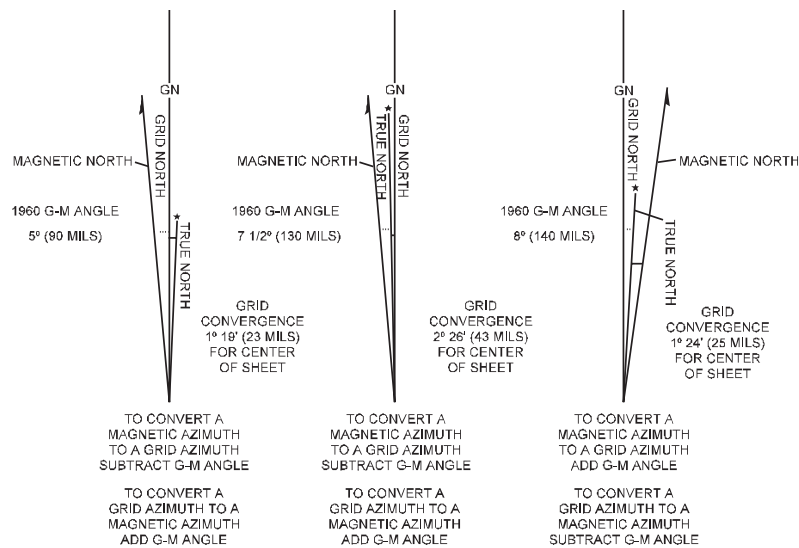 GN
GRID NORTH
MAGNETIC NORTH
1960 G-M ANGLE
5º (90 MILS)
TRUE NORTH
GRID
CONVERGENCE
1º 19' (23 MILS)
FOR CENTER
OF SHEET
TO CONVERT A
MAGNETIC AZIMUTH
TO A GRID AZIMUTH
SUBTRACT G-M ANGLE
TO CONVERT A
GRID AZIMUTH TO A
MAGNETIC AZIMUTH
ADD G-M ANGLE
GN
TRUE NORTH
GRID NORTH
MAGNETIC NORTH
1960 G-M ANGLE
7 1/2º (130 MILS)
GRID
CONVERGENCE
2º 26' (43 MILS)
FOR CENTER
OF SHEET
TO CONVERT A
MAGNETIC AZIMUTH
TO A GRID AZIMUTH
SUBTRACT G-M ANGLE
TO CONVERT A
GRID AZIMUTH TO A
MAGNETIC AZIMUTH
ADD G-M ANGLE
GN
GRID NORTH
MAGNETIC NORTH
1960 G-M ANGLE
8º (140 MILS)
TRUE NORTH
GRID
CONVERGENCE
1º 24' (25 MILS)
FOR CENTER
OF SHEET
TO CONVERT A
MAGNETIC AZIMUTH
TO A GRID AZIMUTH
ADD G-M ANGLE
TO CONVERT A
GRID AZIMUTH TO A
MAGNETIC AZIMUTH
SUBTRACT G-M ANGLE